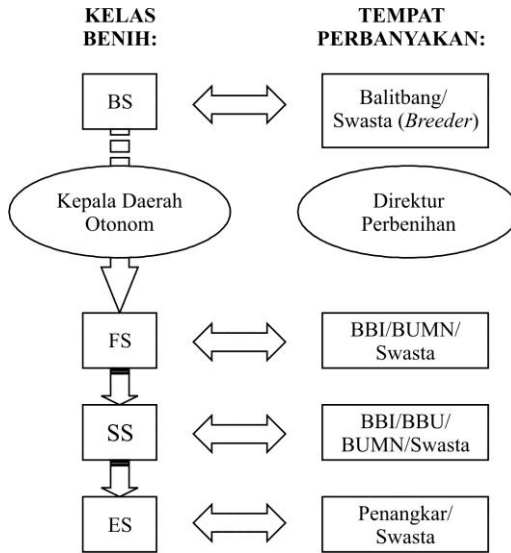 KELAS
BENIH:
TEMPAT
PERBANYAKAN:
BS
Balitbang/
Swasta (Breeder)
Kepala Daerah
Otonom
Direktur
Perbenihan
FS
BBI/BUMN/
Swasta
SS
BBI/BBU/
BUMN/Swasta
ES
Penangkar/
Swasta